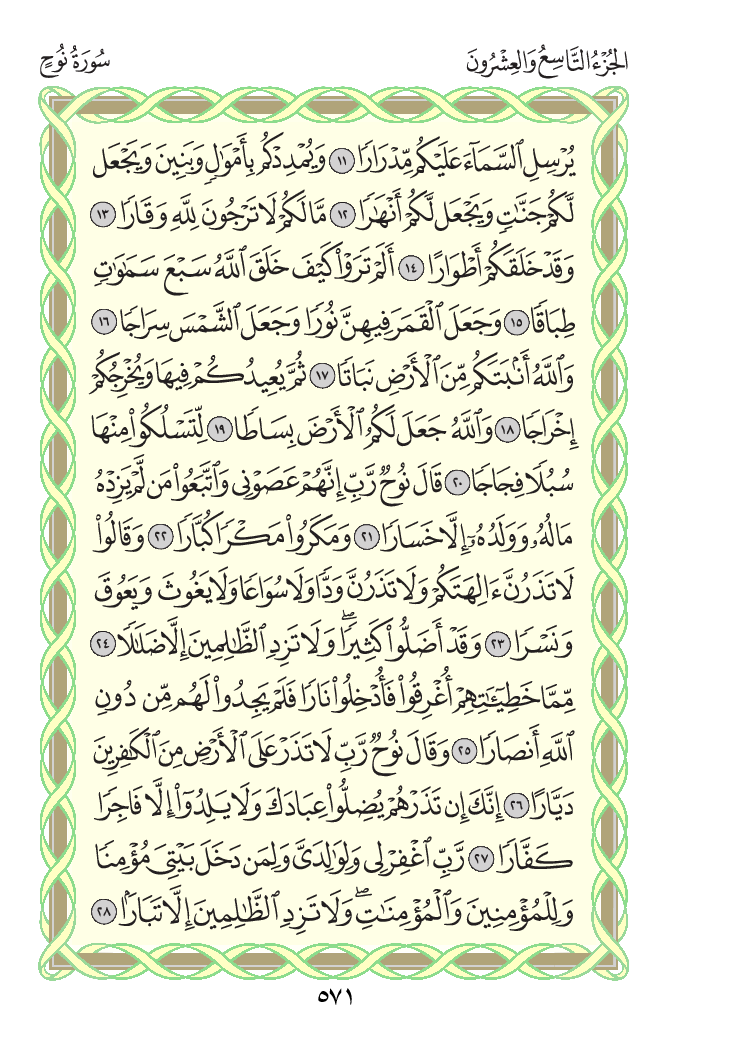 الجُزْءُ التَّاسِعُ وَالعِشْرُونَ
سُورَةُ نُوحٍ
يُرْسِلِ ٱلسَّمَآءَ عَلَيْكُم مِّدْرَارًا ١١ وَيُمْدِدْكُم بِأَمْوَٰلٍ وَبَنِينَ وَيَجْعَل
لَّكُمْ جَنَّٰتٍ وَيَجْعَل لَّكُمْ أَنْهَٰرًا ١٢ مَّا لَكُمْ لَا تَرْجُونَ لِلَّهِ وَقَارًا ١٣
وَقَدْ خَلَقَكُمْ أَطْوَارًا ١٤ أَلَمْ تَرَوْا۟ كَيْفَ خَلَقَ ٱللَّهُ سَبْعَ سَمَٰوَٰتٍ
طِبَاقًا ١٥ وَجَعَلَ ٱلْقَمَرَ فِيهِنَّ نُورًا وَجَعَلَ ٱلشَّمْسَ سِرَاجًا ١٦
وَٱللَّهُ أَنۢبَتَكُم مِّنَ ٱلْأَرْضِ نَبَاتًا ١٧ ثُمَّ يُعِيدُكُمْ فِيهَا وَيُخْرِجُكُمْ
إِخْرَاجًا ١٨ وَٱللَّهُ جَعَلَ لَكُمُ ٱلْأَرْضَ بِسَاطًا ١٩ لِّتَسْلُكُوا۟ مِنْهَا
سُبُلًا فِجَاجًا ٢٠ قَالَ نُوحٌ رَّبِّ إِنَّهُمْ عَصَوْنِى وَٱتَّبَعُوا۟ مَن لَّمْ يَزِدْهُ
مَالُهُۥ وَوَلَدُهُۥٓ إِلَّا خَسَارًا ٢١ وَمَكَرُوا۟ مَكْرًا كُبَّارًا ٢٢ وَقَالُوا۟
لَا تَذَرُنَّ ءَالِهَتَكُمْ وَلَا تَذَرُنَّ وَدًّا وَلَا سُوَاعًا وَلَا يَغُوثَ وَيَعُوقَ
وَنَسْرًا ٢٣ وَقَدْ أَضَلُّوا۟ كَثِيرًا ۖ وَلَا تَزِدِ ٱلظَّٰلِمِينَ إِلَّا ضَلَٰلًا ٢٤
مِّمَّا خَطِيٓـَٰٔتِهِمْ أُغْرِقُوا۟ فَأُدْخِلُوا۟ نَارًا فَلَمْ يَجِدُوا۟ لَهُم مِّن دُونِ
ٱللَّهِ أَنصَارًا ٢٥ وَقَالَ نُوحٌ رَّبِّ لَا تَذَرْ عَلَى ٱلْأَرْضِ مِنَ ٱلْكَٰفِرِينَ
دَيَّارًا ٢٦ إِنَّكَ إِن تَذَرْهُمْ يُضِلُّوا۟ عِبَادَكَ وَلَا يَلِدُوٓا۟ إِلَّا فَاجِرًا
كَفَّارًا ٢٧ رَّبِّ ٱغْفِرْ لِى وَلِوَٰلِدَىَّ وَلِمَن دَخَلَ بَيْتِىَ مُؤْمِنًا
وَلِلْمُؤْمِنِينَ وَٱلْمُؤْمِنَٰتِ ۖ وَلَا تَزِدِ ٱلظَّٰلِمِينَ إِلَّا تَبَارًۢا ٢٨
٥٧١